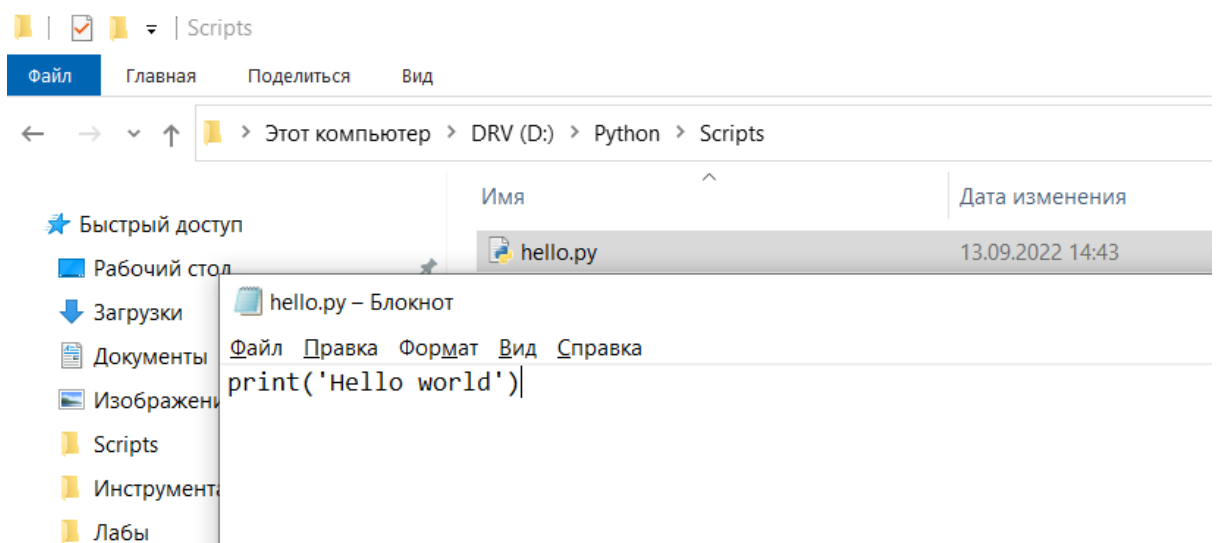 Scripts
Файл Главная Поделиться Вид
Этот компьютер > DRV (D:) > Python > Scripts
Имя Дата изменения
Быстрый доступ
hello.py 13.09.2022 14:43
Рабочий стол
Загрузки
hello.py – Блокнот
Файл Правка Формат Вид Справка
Документы
print('Hello world')
Изображени
Scripts
Инструмента
Лабы